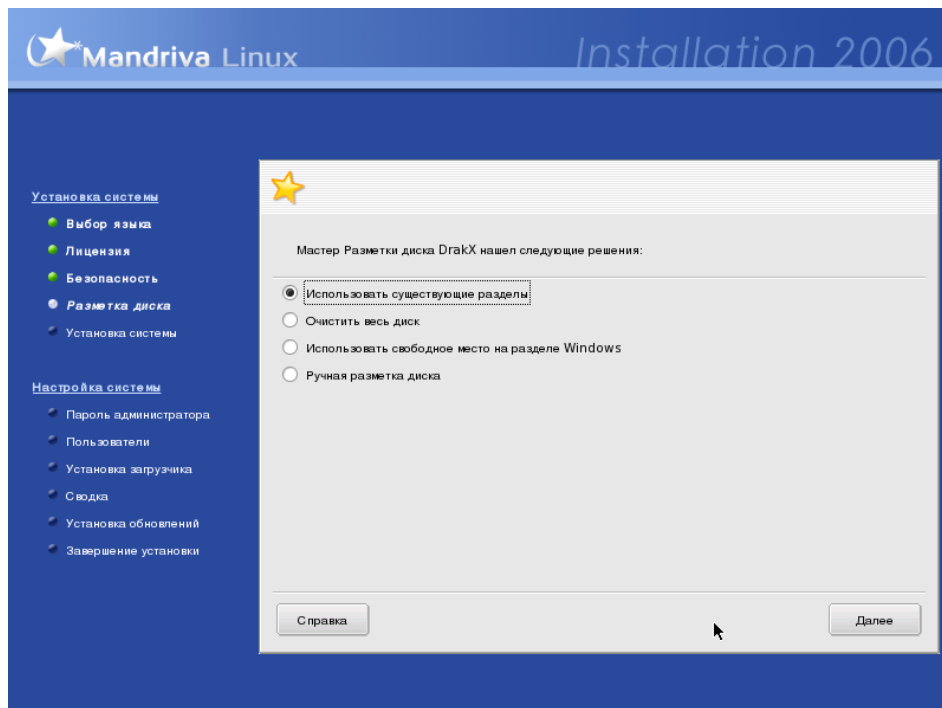 Mandriva Linux
Installation 2006
Установка системы
Выбор языка
Лицензия
Безопасность
Разметка диска
Установка системы
Настройка системы
Пароль администратора
Пользователи
Установка загрузчика
Сводка
Установка обновлений
Завершение установки
Мастер Разметки диска DrakX нашел следующие решения:
Использовать существующие разделы
Очистить весь диск
Использовать свободное место на разделе Windows
Ручная разметка диска
Справка
Далее